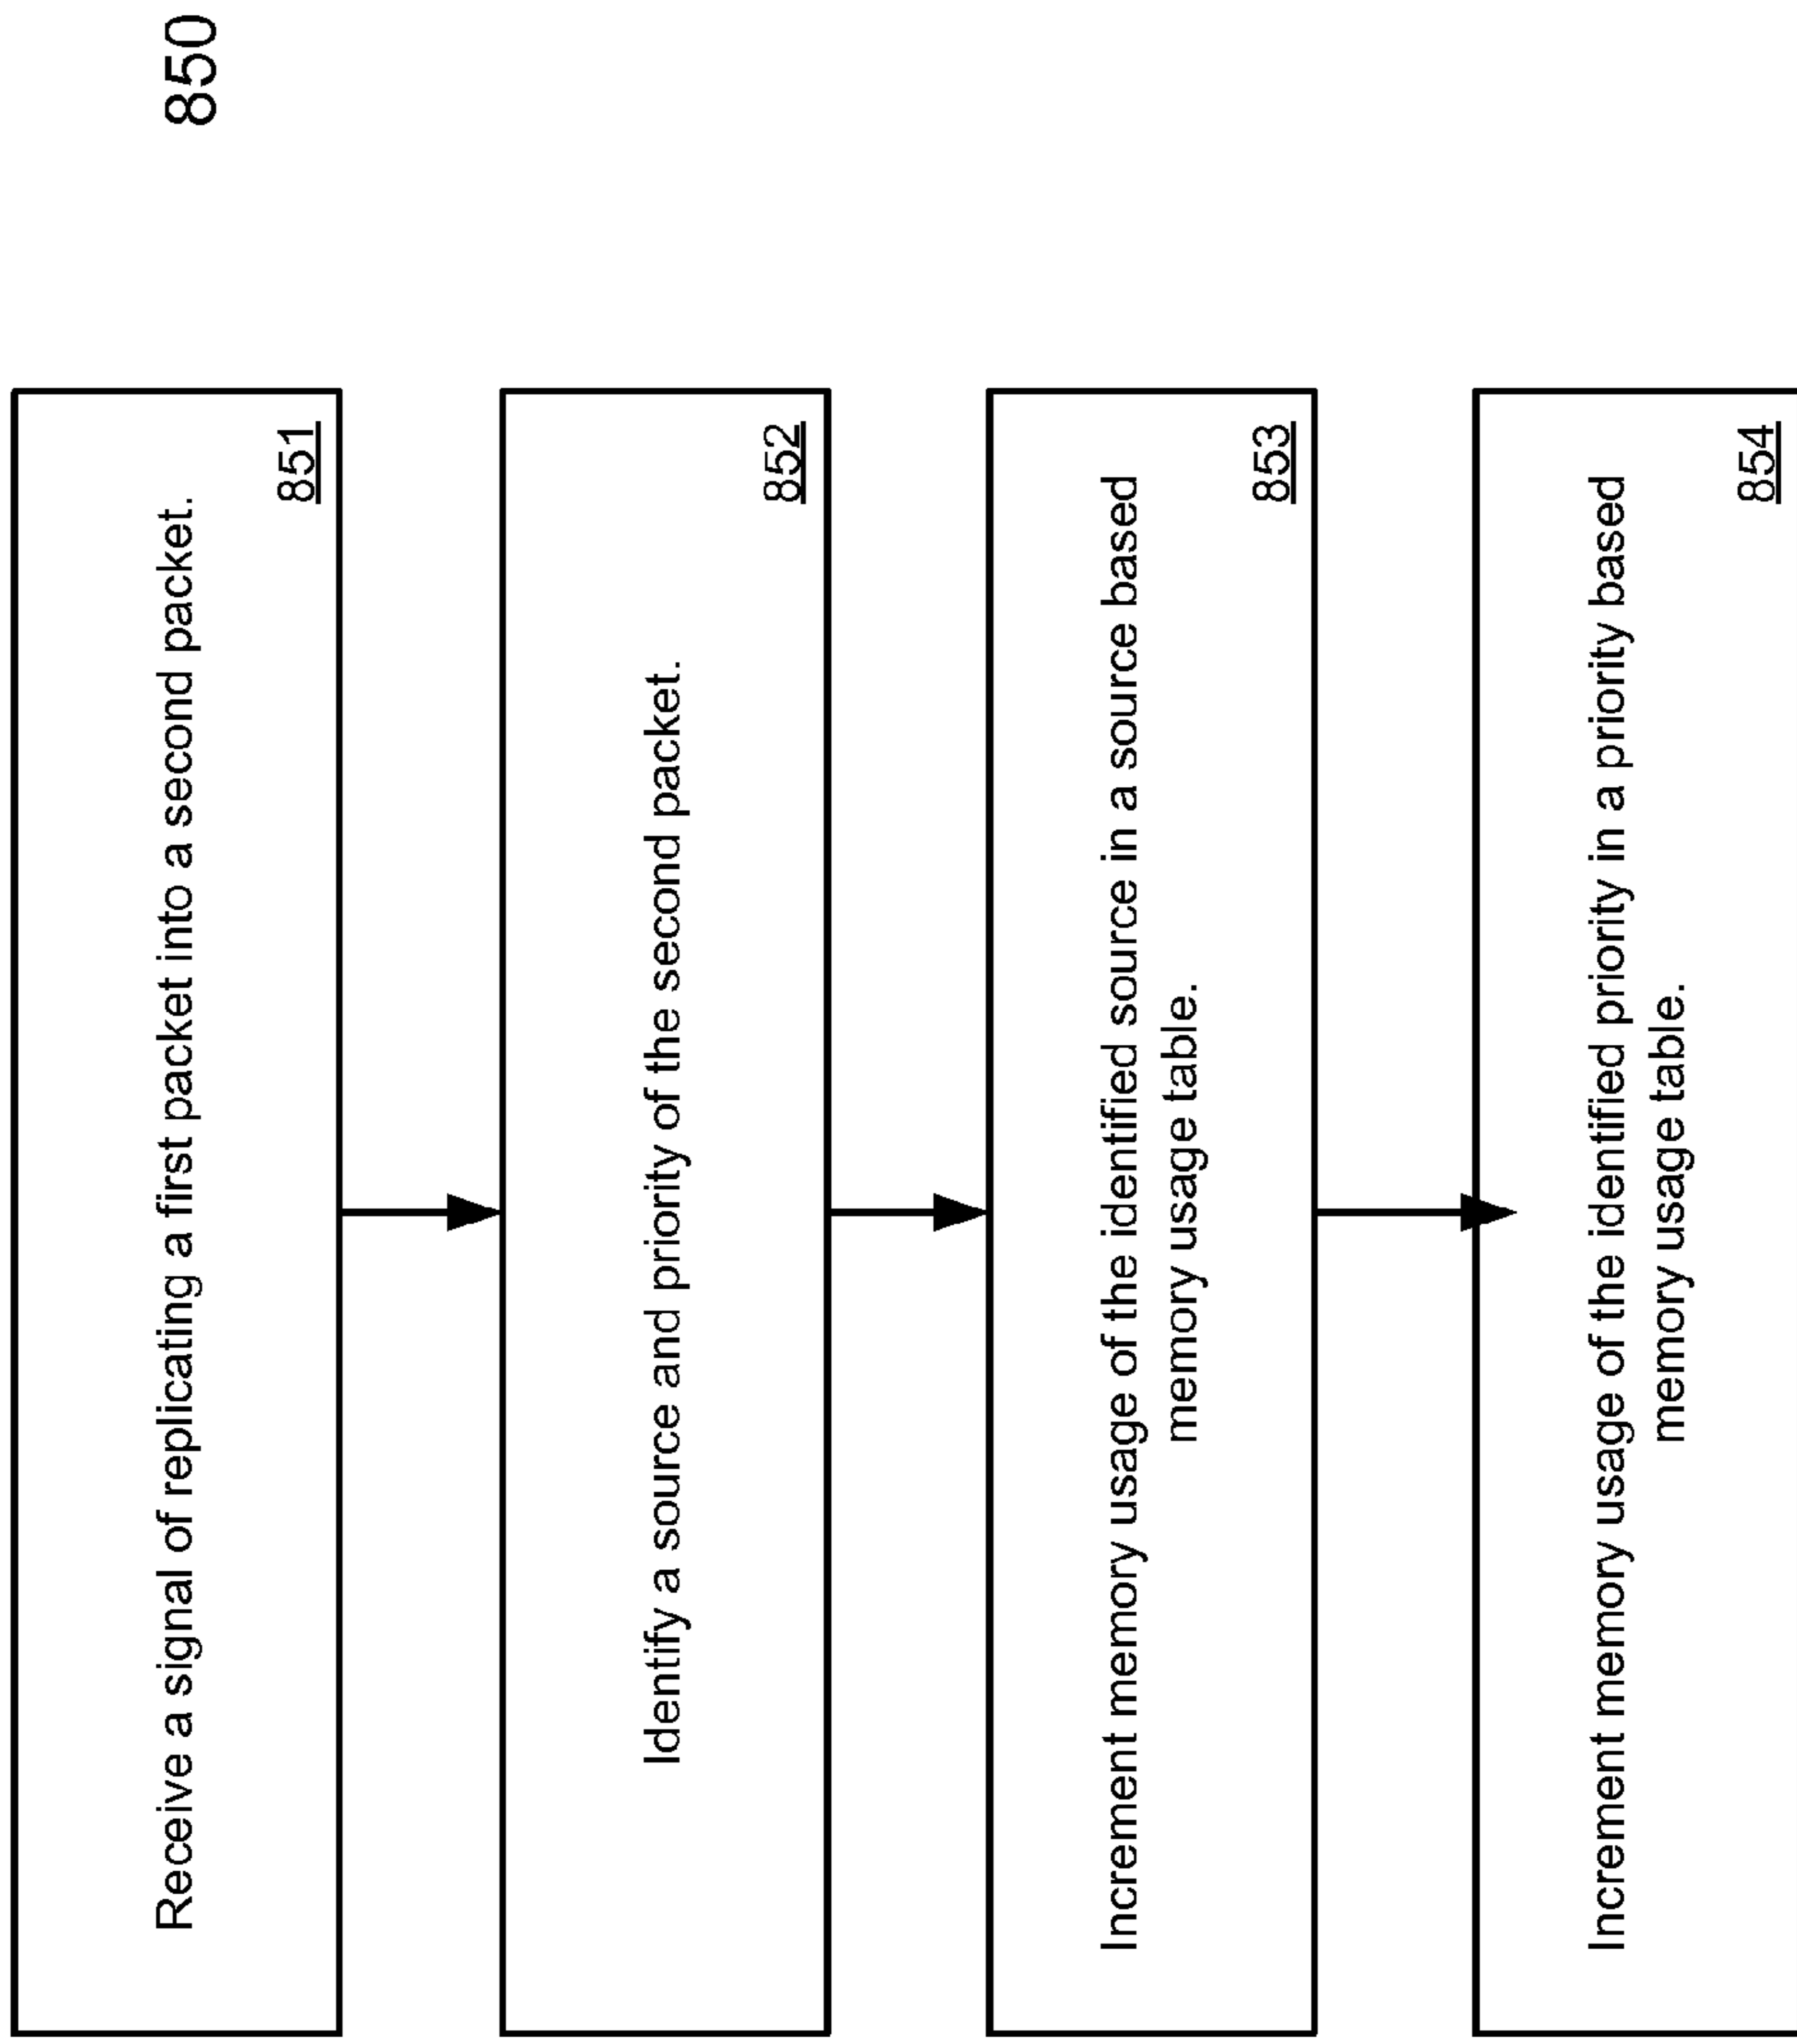 850
Receive a signal of replicating a first packet into a second packet.
851
Identify a source and priority of the second packet.
852
Increment memory usage of the identified source in a source based
memory usage table.
853
Increment memory usage of the identified priority in a priority based
memory usage table.
854